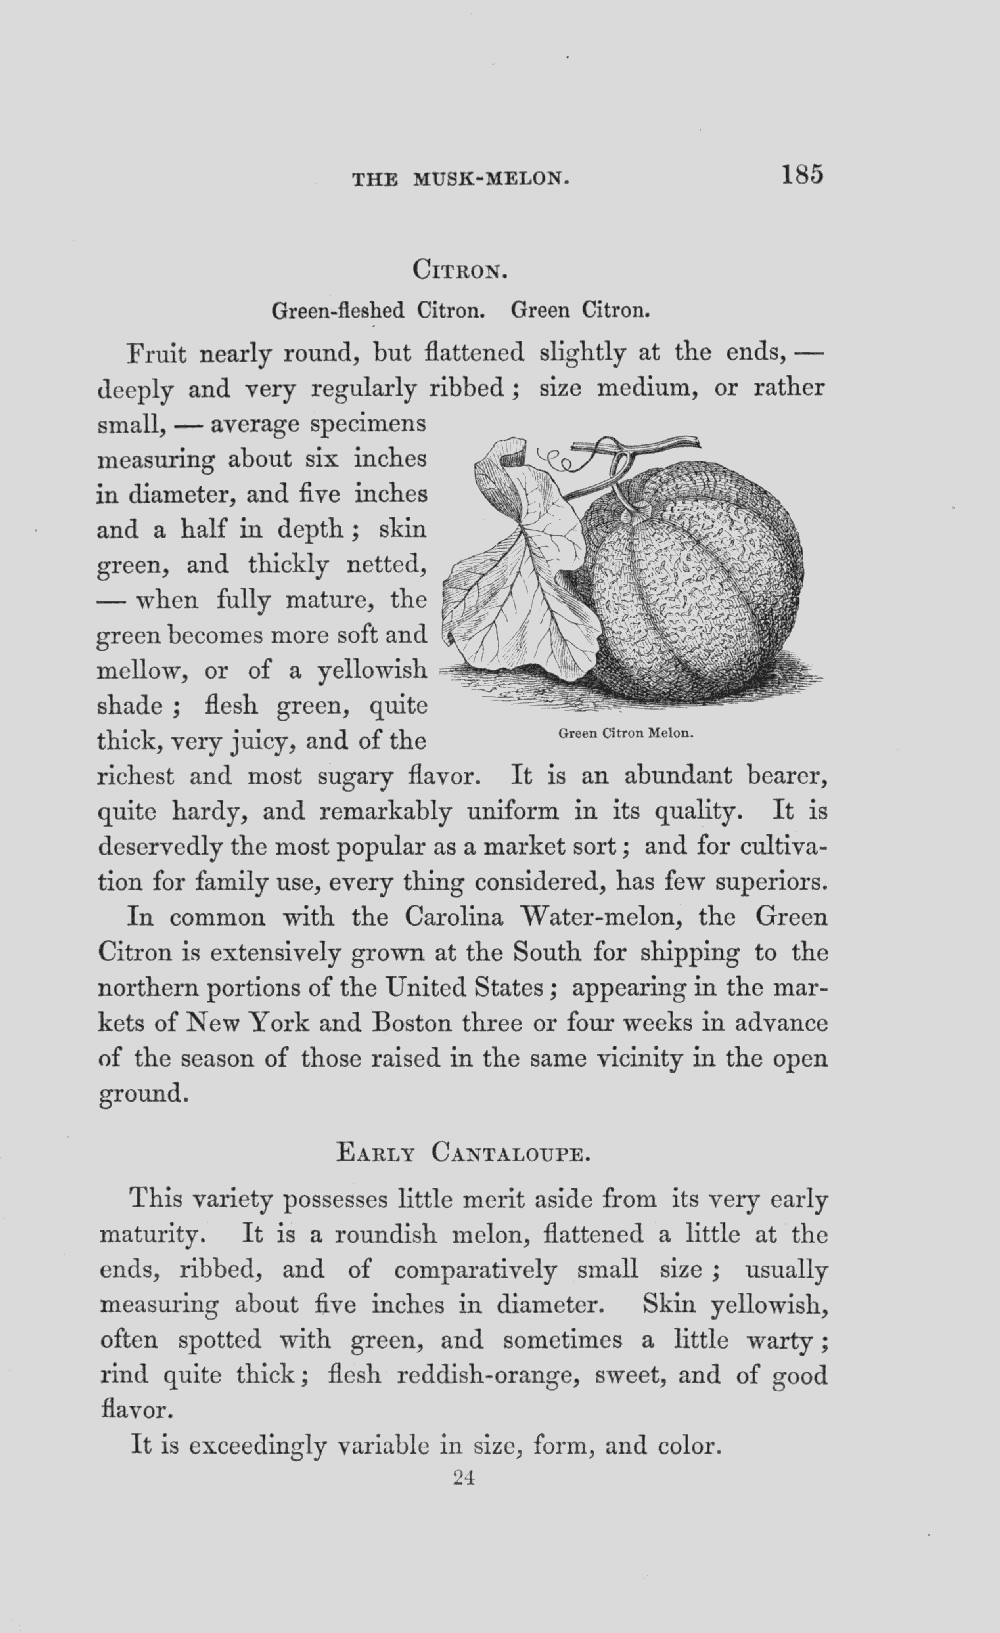 THE MUSK-MELON. 185
CITRON.
Green-fleshed Citron. Green Citron.
Fruit nearly round, but flattened slightly at the ends, —
deeply and very regularly ribbed ; size medium, or rather
small, — average specimens
measuring about six inches
in diameter, and five inches
and a half in depth ; skin
green, and thickly netted,
— when fully mature, the
green becomes more soft and
mellow, or of a yellowish
shade ; flesh green, quite
thick, very juicy, and of the
Green Citron Melon.
richest and most sugary flavor. It is an abundant bearer,
quite hardy, and remarkably uniform in its quality. It is
deservedly the most popular as a market sort ; and for cultiva-
tion for family use, every thing considered, has few superiors.
In common with the Carolina Water-melon, the Green
Citron is extensively grown at the South for shipping to the
northern portions of the United States ; appearing in the mar-
kets of New York and Boston three or four weeks in advance
of the season of those raised in the same vicinity in the open
ground.
EARLY CANTALOUPE.
This variety possesses little merit aside from its very early
maturity. It is a roundish melon, flattened a little at the
ends, ribbed, and of comparatively small size ; usually
measuring about five inches in diameter. Skin yellowish,
often spotted with green, and sometimes a little warty ;
rind quite thick ; flesh reddish-orange, sweet, and of good
flavor.
It is exceedingly variable in size, form, and color.
24